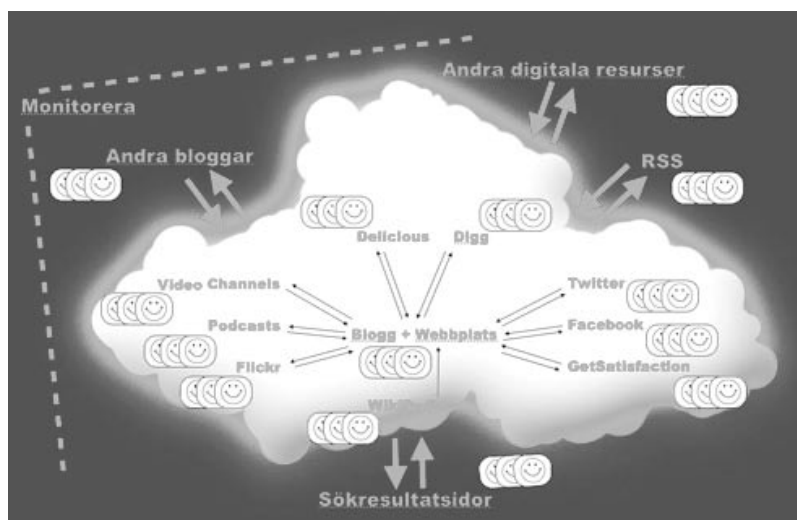 Andra digitala resurser
Monitorera
Andra bloggar
RSS
Delicious
Digg
Video Channels
Twitter
Podcasts
Facebook
Blogg + Webbplats
Flickr
GetSatisfaction
Sökresultatsidor